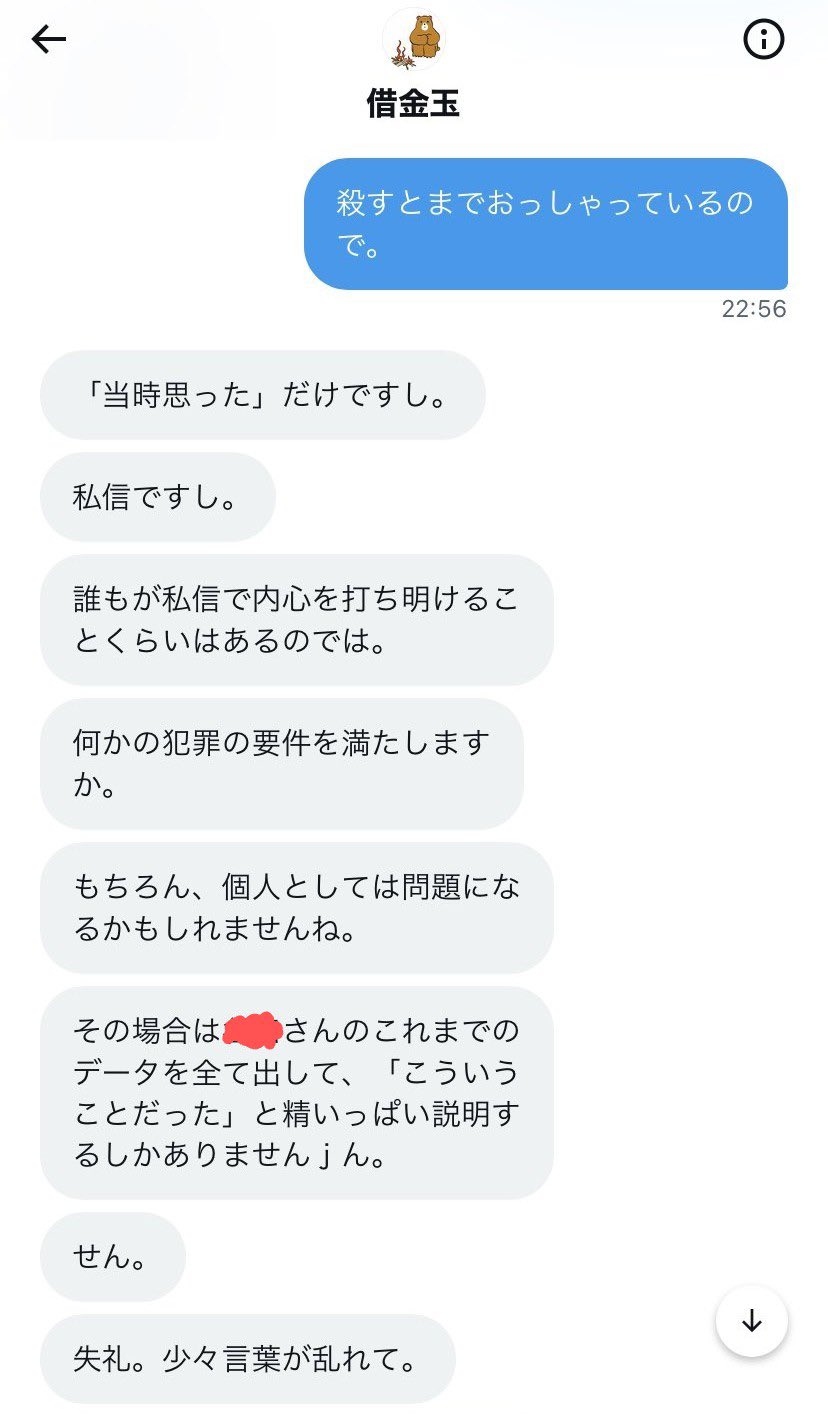 借金玉
殺すとまでおっしゃっているの
で。
22:56
「当時思った」だけですし。
私信ですし。
誰もが私信で内心を打ち明けるこ
とくらいはあるのでは。
何かの犯罪の要件を満たします
か。
もちろん、個人としては問題にな
るかもしれませんね。
その場合はさんのこれまでの
データを全て出して、「こういう
ことだった」と精いっぱい説明す
るしかありませんｊん。
せん。
失礼。少々言葉が乱れて。